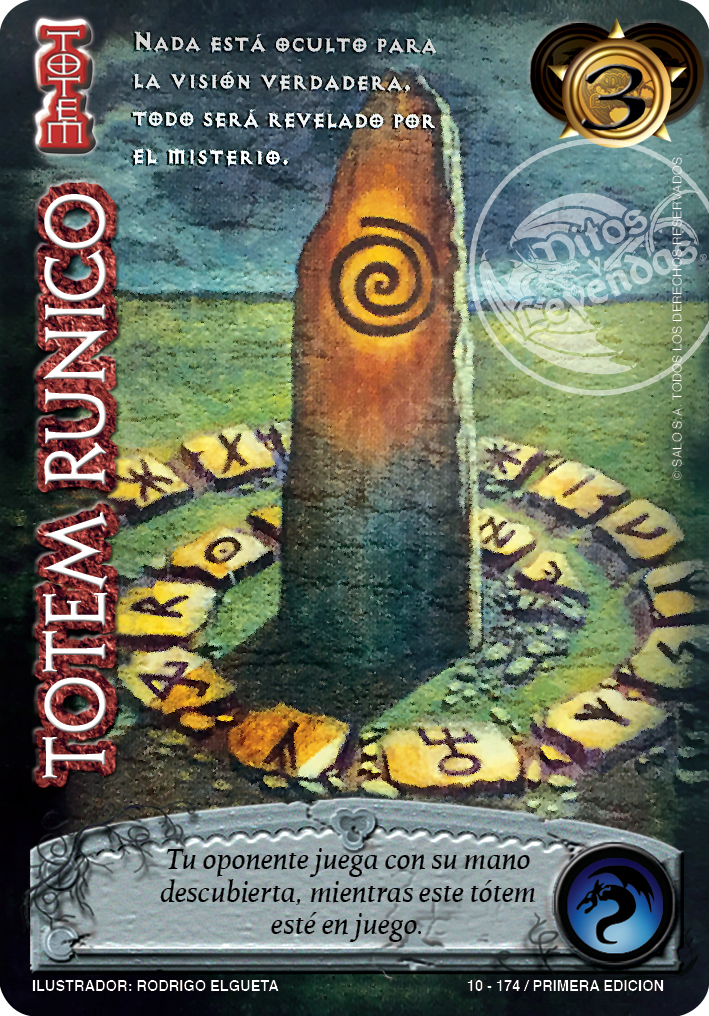 TOTEM
NADA ESTÁ OCULTO PARA
LA VISIÓN VERDADERA,
TODO SERÁ REVELADO POR
EL MISTERIO.
3
TOTEM RUNICO
Mitos
y
Leyendas
®
© SALO S.A. TODOS LOS DERECHOS RESERVADOS
Tu oponente juega con su mano
descubierta, mientras este tótem
esté en juego.
ILUSTRADOR: RODRIGO ELGUETA
10 - 174 / PRIMERA EDICION